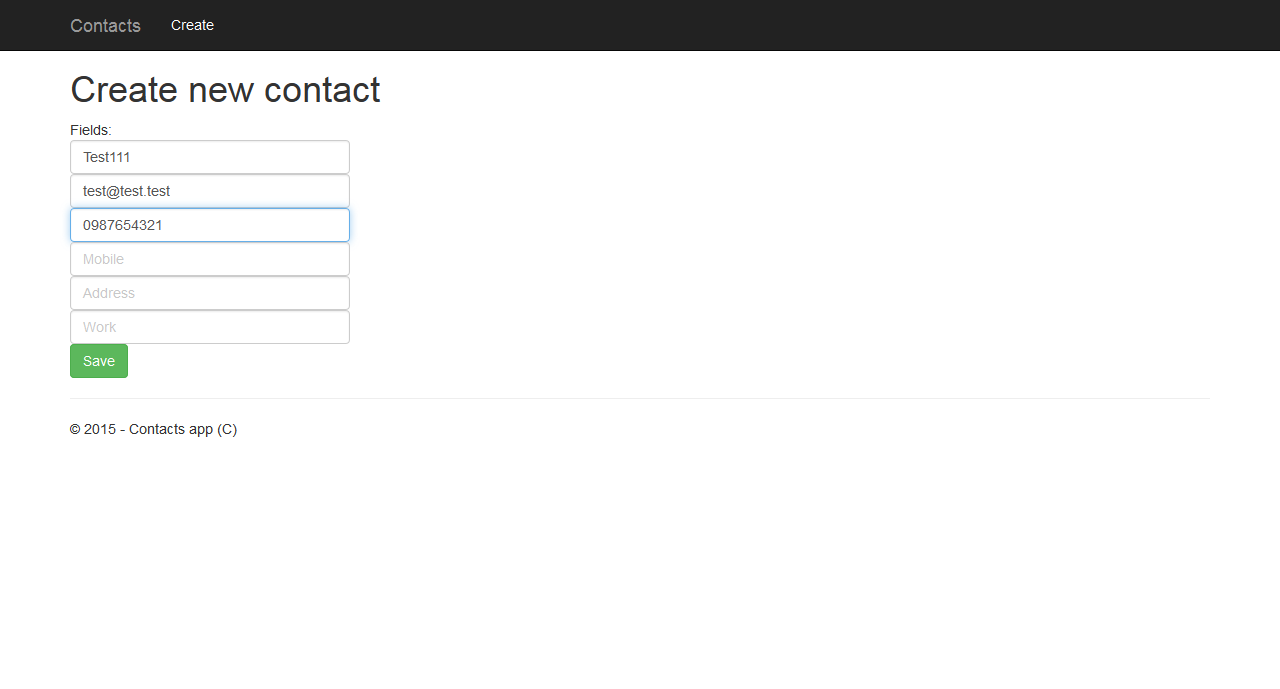 Contacts Create
Create new contact
Fields:
Test111
test@test.test
0987654321
Mobile
Address
Work
Save
© 2015 - Contacts app (C)